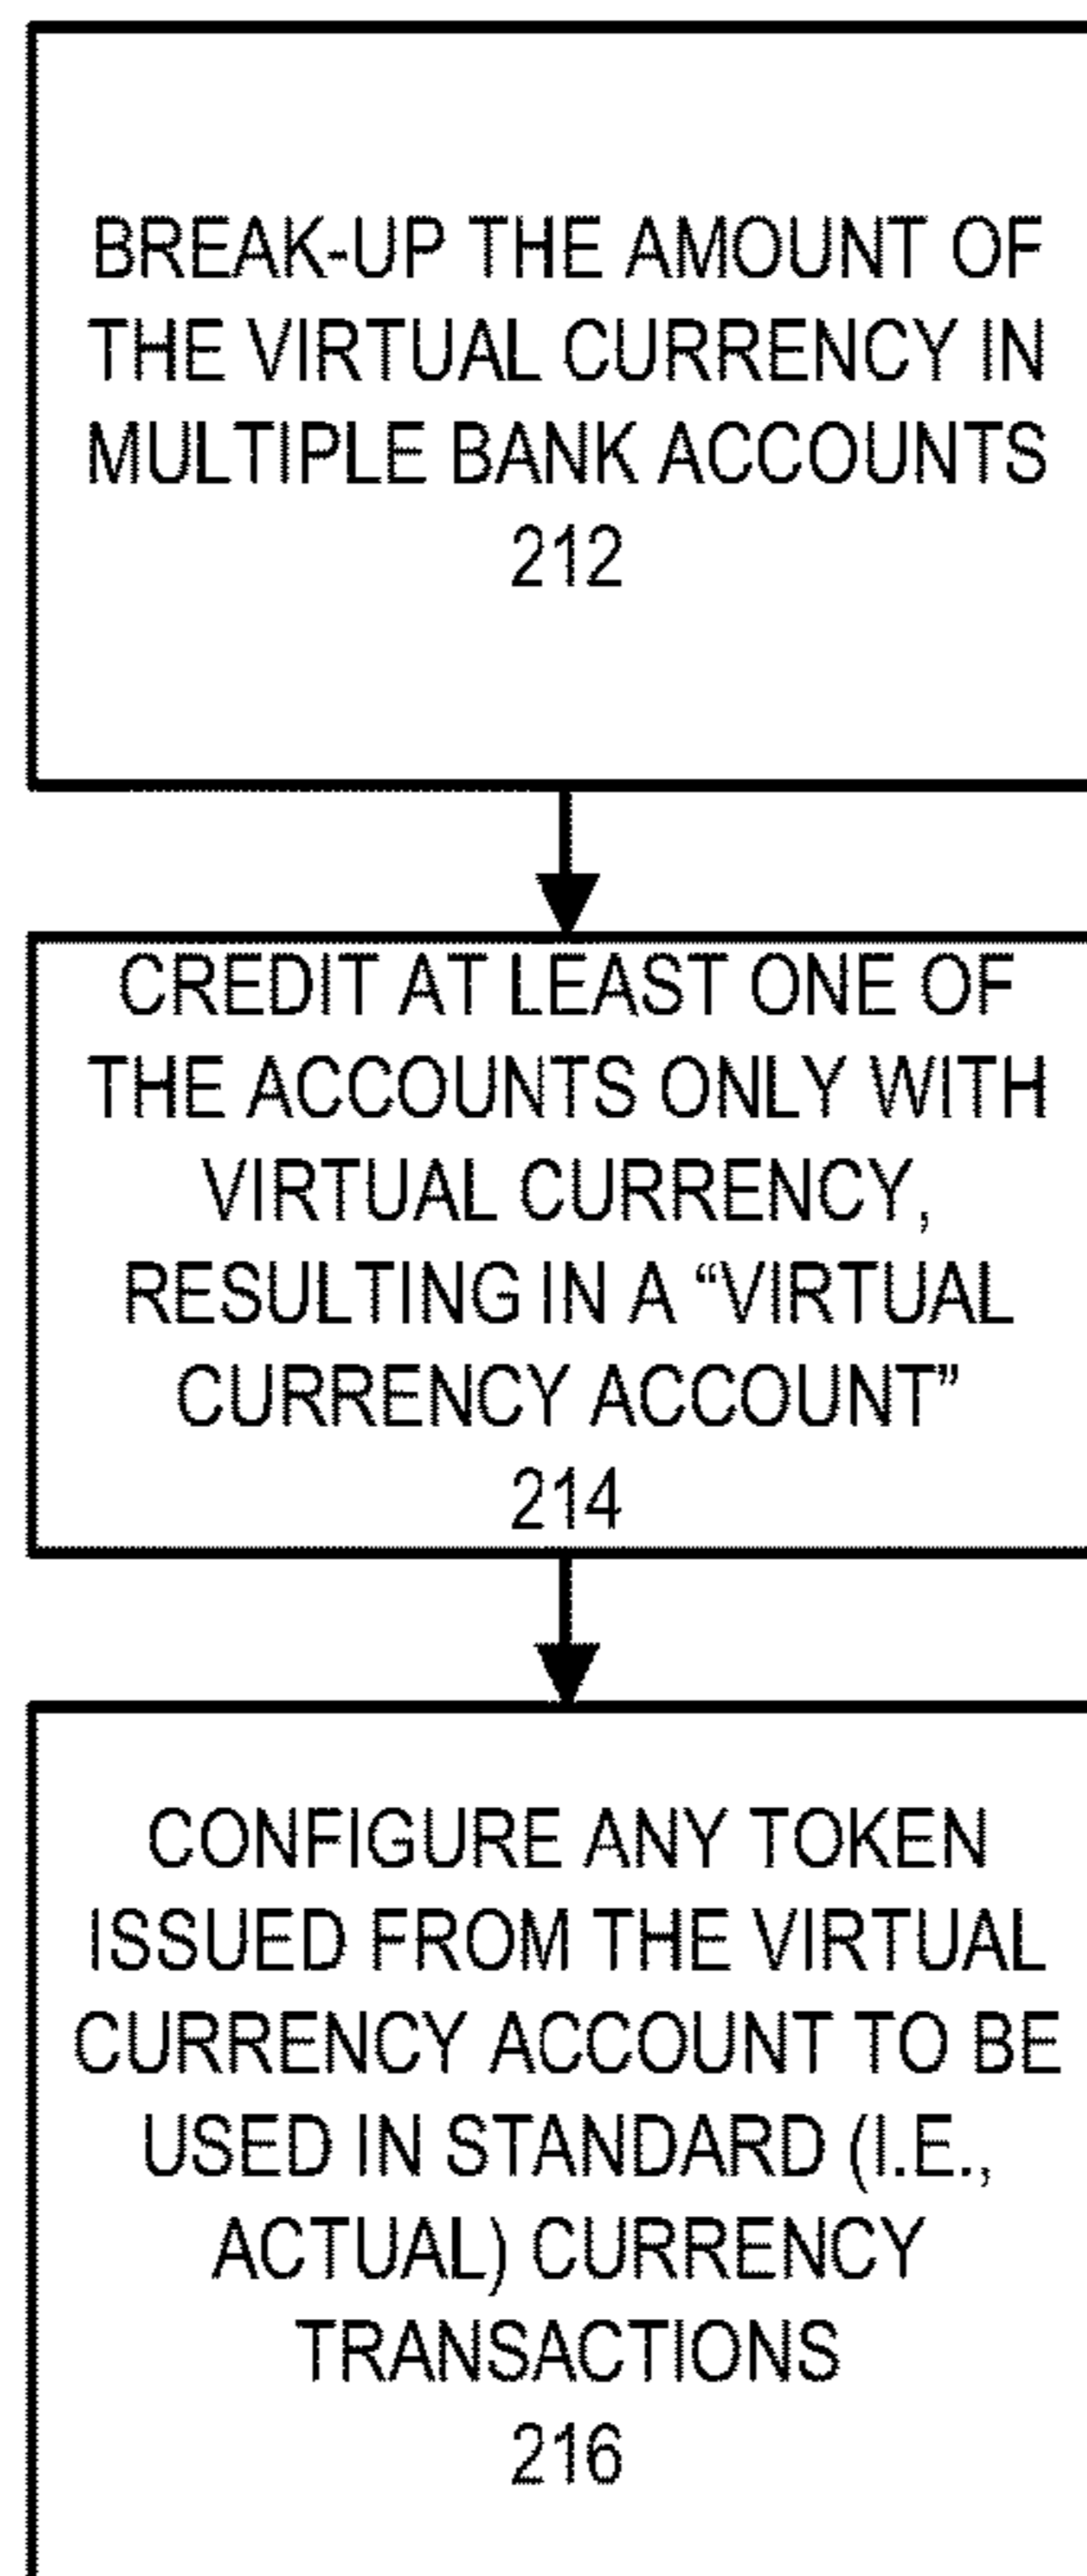 BREAK-UP THE AMOUNT OF
THE VIRTUAL CURRENCY IN
MULTIPLE BANK ACCOUNTS
212
CREDIT AT LEAST ONE OF
THE ACCOUNTS ONLY WITH
VIRTUAL CURRENCY,
RESULTING IN A “VIRTUAL
CURRENCY ACCOUNT”
214
CONFIGURE ANY TOKEN
ISSUED FROM THE VIRTUAL
CURRENCY ACCOUNT TO BE
USED IN STANDARD (I.E.,
ACTUAL) CURRENCY
TRANSACTIONS
216